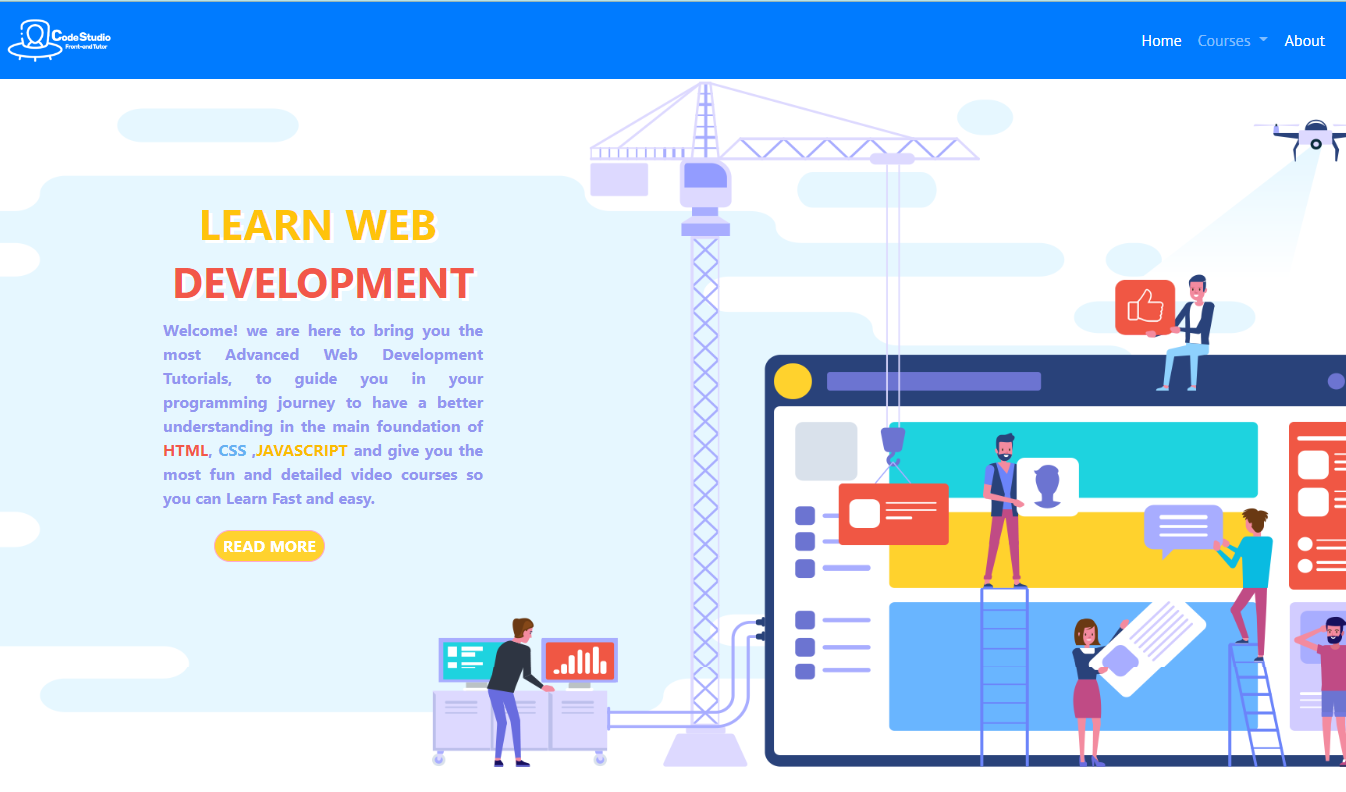 Code Studio
Front-end Tutor
Home Courses About
LEARN WEB
DEVELOPMENT
Welcome! we are here to bring you the
most Advanced Web Development
Tutorials, to guide you in your
programming journey to have a better
understanding in the main foundation of
HTML, CSS ,JAVASCRIPT and give you the
most fun and detailed video courses so
you can Learn Fast and easy.
READ MORE